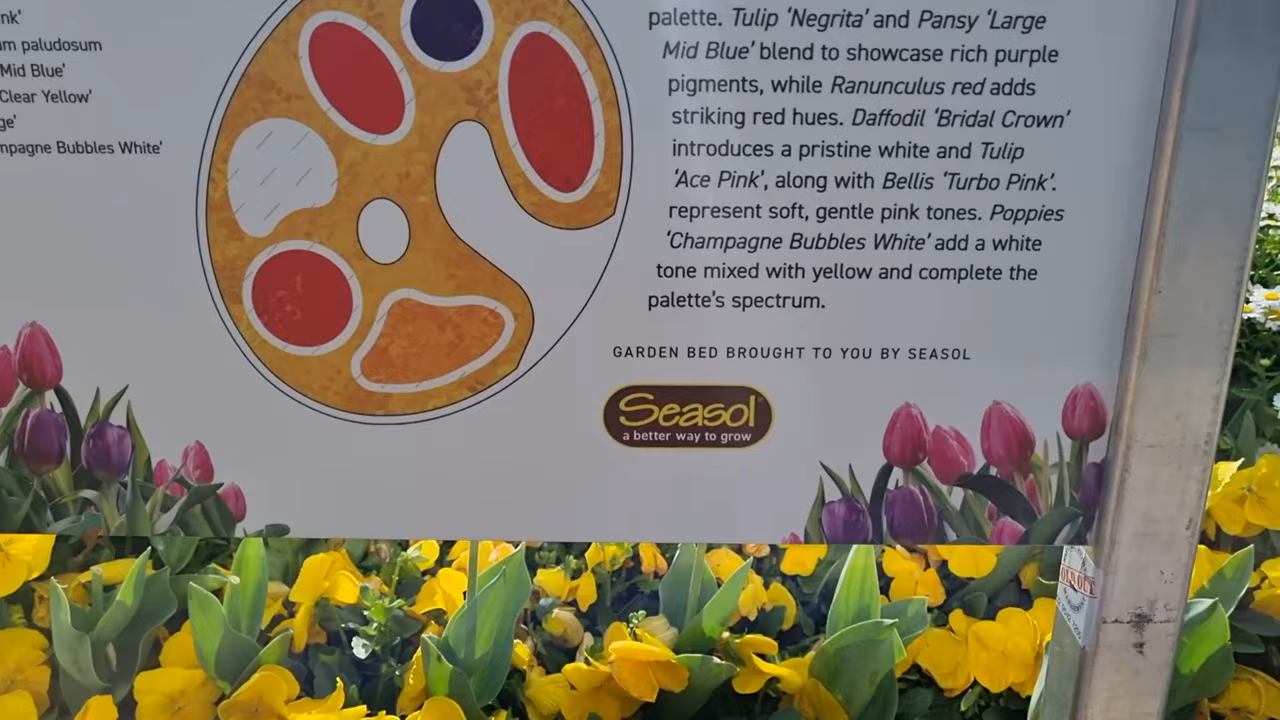 nk'
m paludosum
Mid Blue'
Clear Yellow'
ge'
npagne Bubbles White'
palette. Tulip 'Negrita' and Pansy 'Large
Mid Blue' blend to showcase rich purple
pigments, while Ranunculus red adds
striking red hues. Daffodil 'Bridal Crown'
introduces a pristine white and Tulip
'Ace Pink', along with Bellis 'Turbo Pink'.
represent soft, gentle pink tones. Poppies
'Champagne Bubbles White' add a white
tone mixed with yellow and complete the
palette's spectrum.
GARDEN BED BROUGHT TO YOU BY SEASOL
Seasol
a better way to grow